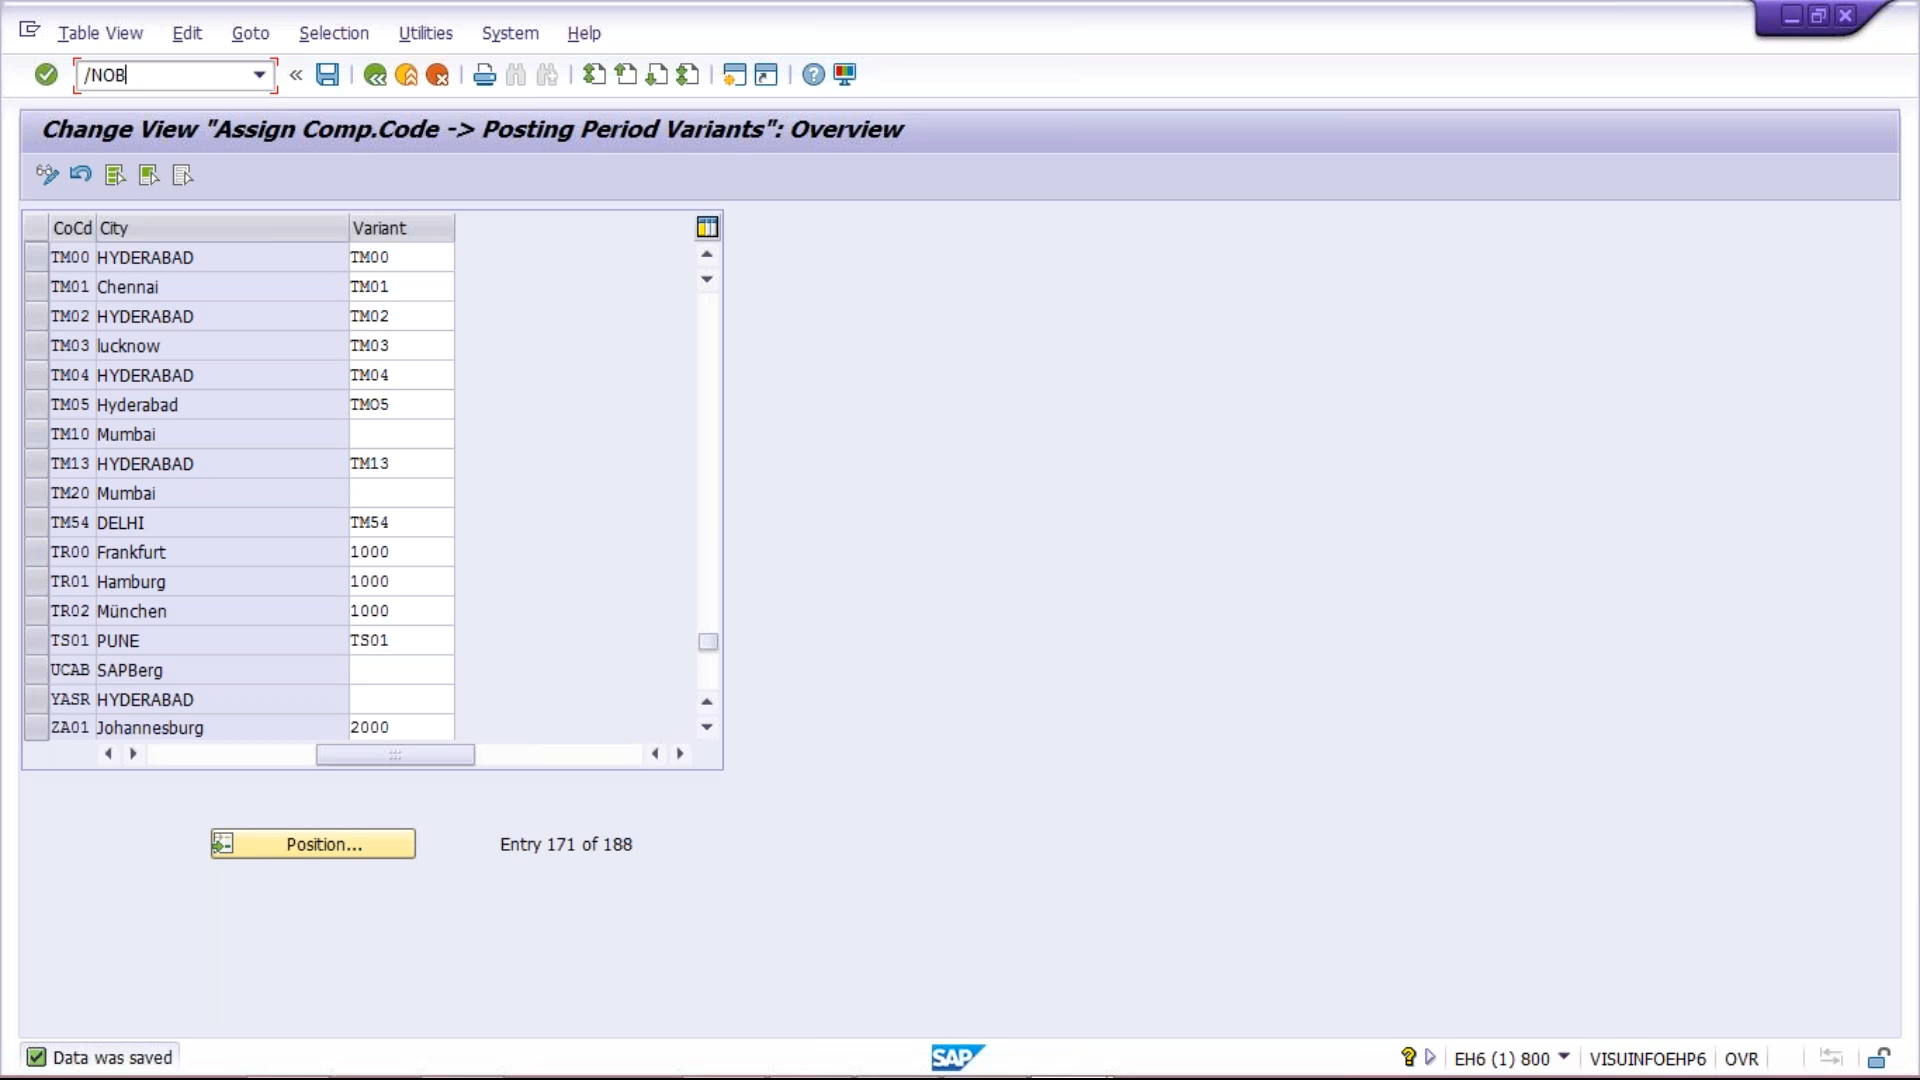 Table View Edit Goto Selection Utilities System Help
/NOB
Change View "Assign Comp.Code -> Posting Period Variants": Overview
CoCd City Variant
TM00 HYDERABAD TM00
TM01 Chennai TM01
TM02 HYDERABAD TM02
TM03 lucknow TM03
TM04 HYDERABAD TM04
TM05 Hyderabad TMO5
TM10 Mumbai
TM13 HYDERABAD TM13
TM20 Mumbai
TM54 DELHI TM54
TR00 Frankfurt 1000
TR01 Hamburg 1000
TR02 München 1000
TS01 PUNE TS01
UCAB SAPBerg
YASR HYDERABAD
ZA01 Johannesburg 2000
Position... Entry 171 of 188
Data was saved SAP EH6 (1) 800 VISUINFOEHP6 OVR